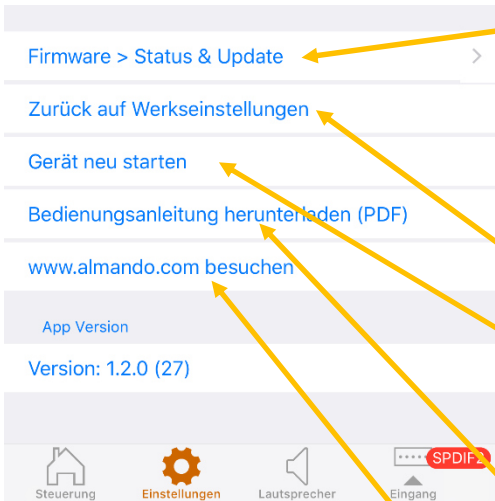 Firmware > Status & Update
Zurück auf Werkseinstellungen
Gerät neu starten
Bedienungsanleitung herunterladen (PDF)
www.almando.com besuchen
App Version
Version: 1.2.0 (27)
SPDIF2
Steuerung Einstellungen Lautsprecher Eingang